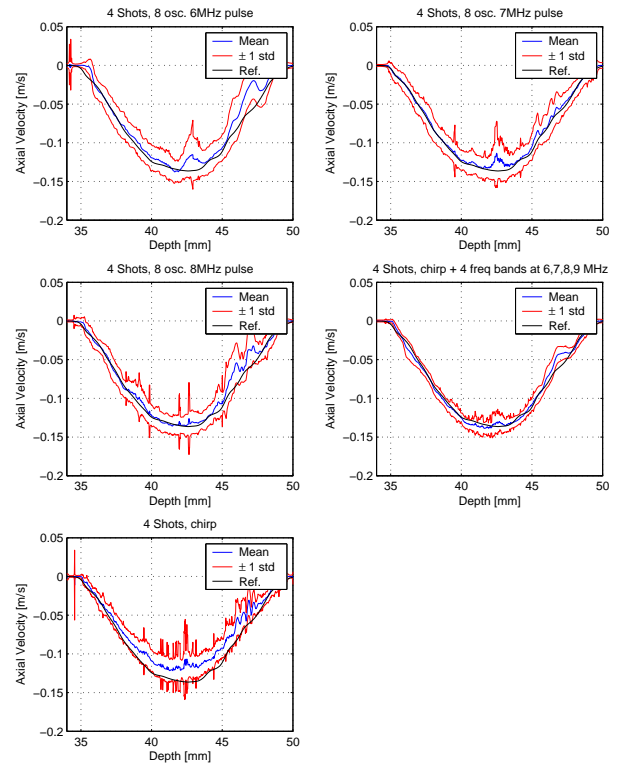 4 Shots, 8 osc. 6MHz pulse
0.05
0
−0.05
−0.1
−0.15
−0.2
Axial Velocity [m/s]
35 40 45 50
Depth [mm]
Mean
± 1 std
Ref.
4 Shots, 8 osc. 7MHz pulse
0.05
0
−0.05
−0.1
−0.15
−0.2
Axial Velocity [m/s]
35 40 45 50
Depth [mm]
Mean
± 1 std
Ref.
4 Shots, 8 osc. 8MHz pulse
0.05
0
−0.05
−0.1
−0.15
−0.2
Axial Velocity [m/s]
35 40 45 50
Depth [mm]
Mean
± 1 std
Ref.
4 Shots, chirp + 4 freq bands at 6,7,8,9 MHz
0.05
0
−0.05
−0.1
−0.15
−0.2
Axial Velocity [m/s]
35 40 45 50
Depth [mm]
Mean
± 1 std
Ref.
4 Shots, chirp
0.05
0
−0.05
−0.1
−0.15
−0.2
Axial Velocity [m/s]
35 40 45 50
Depth [mm]
Mean
± 1 std
Ref.